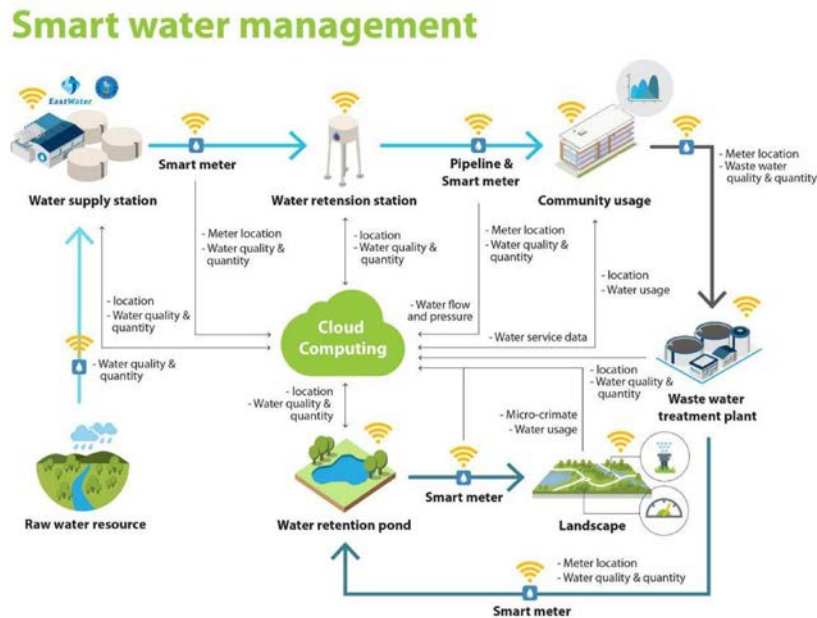 Smart water management
EastWater
Smart meter
Pipeline &
Smart meter
- Meter location
- Waste water
quality & quantity
Water supply station
Water retension station
Community usage
- Meter location
- Water quality &
quantity
- location
- Water quality &
quantity
- Meter location
- Water quality &
quantity
- location
- Water usage
- location
- Water quality &
quantity
- Water flow
and pressure
Cloud
Computing
- Water service data
- Water quality &
quantity
- location
- Water quality &
quantity
- location
- Water quality &
quantity
Waste water
treatment plant
- Micro-crimate
- Water usage
Raw water resource
Water retention pond
Smart meter
Landscape
- Meter location
- Water quality & quantity
Smart meter